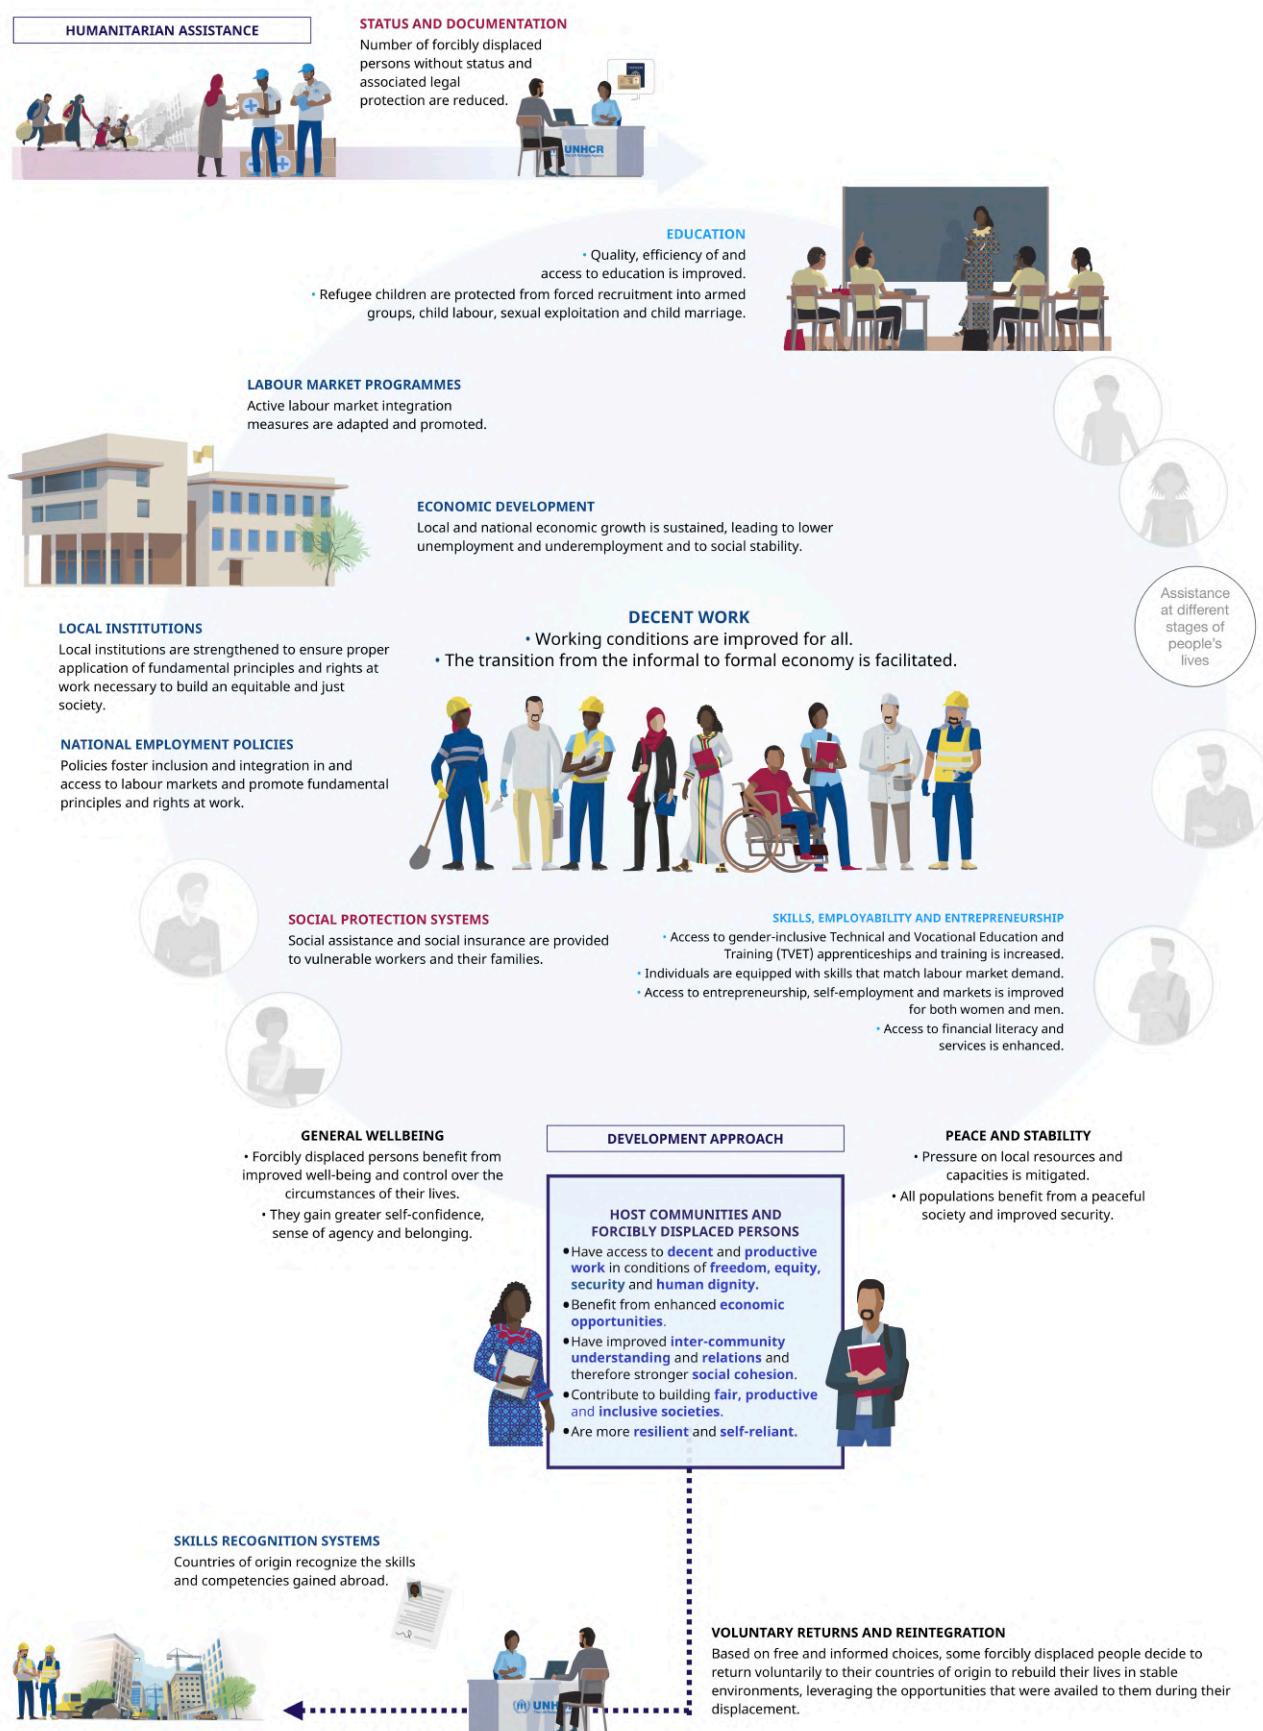 HUMANITARIAN ASSISTANCE
STATUS AND DOCUMENTATION
Number of forcibly displaced
persons without status and
associated legal
protection are reduced.
UNHCR
The UN Refugee Agency
EDUCATION
• Quality, efficiency of and
access to education is improved.
• Refugee children are protected from forced recruitment into armed
groups, child labour, sexual exploitation and child marriage.
LABOUR MARKET PROGRAMMES
Active labour market integration
measures are adapted and promoted.
ECONOMIC DEVELOPMENT
Local and national economic growth is sustained, leading to lower
unemployment and underemployment and to social stability.
Assistance
at different
stages of
people's
lives
DECENT WORK
• Working conditions are improved for all.
• The transition from the informal to formal economy is facilitated.
LOCAL INSTITUTIONS
Local institutions are strengthened to ensure proper
application of fundamental principles and rights at
work necessary to build an equitable and just
society.
NATIONAL EMPLOYMENT POLICIES
Policies foster inclusion and integration in and
access to labour markets and promote fundamental
principles and rights at work.
SOCIAL PROTECTION SYSTEMS
Social assistance and social insurance are provided
to vulnerable workers and their families.
SKILLS, EMPLOYABILITY AND ENTREPRENEURSHIP
• Access to gender-inclusive Technical and Vocational Education and
Training (TVET) apprenticeships and training is increased.
• Individuals are equipped with skills that match labour market demand.
• Access to entrepreneurship, self-employment and markets is improved
for both women and men.
• Access to financial literacy and
services is enhanced.
GENERAL WELLBEING
• Forcibly displaced persons benefit from
improved well-being and control over the
circumstances of their lives.
• They gain greater self-confidence,
sense of agency and belonging.
DEVELOPMENT APPROACH
HOST COMMUNITIES AND
FORCIBLY DISPLACED PERSONS
• Have access to decent and productive
work in conditions of freedom, equity,
security and human dignity.
• Benefit from enhanced economic
opportunities.
• Have improved inter-community
understanding and relations and
therefore stronger social cohesion.
• Contribute to building fair, productive
and inclusive societies.
• Are more resilient and self-reliant.
PEACE AND STABILITY
• Pressure on local resources and
capacities is mitigated.
• All populations benefit from a peaceful
society and improved security.
SKILLS RECOGNITION SYSTEMS
Countries of origin recognize the skills
and competencies gained abroad.
UNH
VOLUNTARY RETURNS AND REINTEGRATION
Based on free and informed choices, some forcibly displaced people decide to
return voluntarily to their countries of origin to rebuild their lives in stable
environments, leveraging the opportunities that were availed to them during their
displacement.